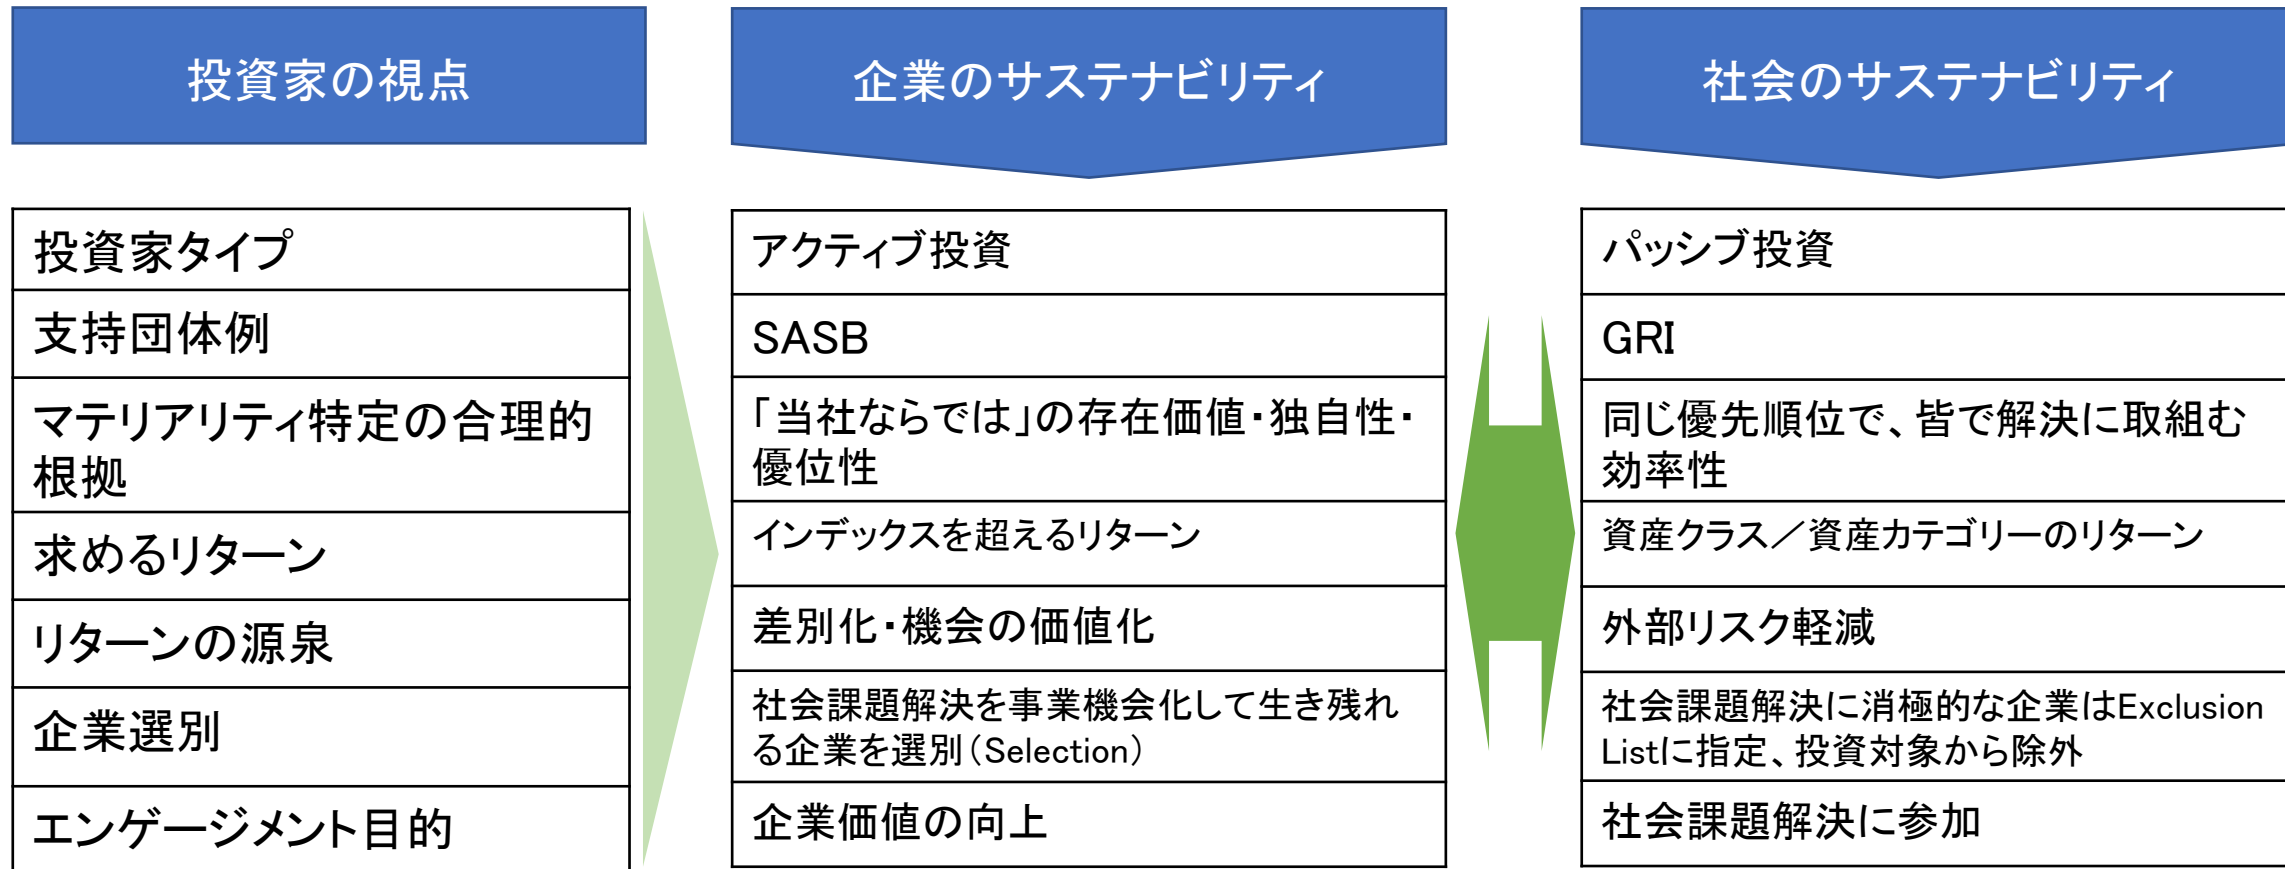 投資家の視点
企業のサステナビリティ
社会のサステナビリティ
投資家タイプ
アクティブ投資
パッシブ投資
支持団体例
SASB
GRI
マテリアリティ特定の合理的
根拠
「当社ならでは」の存在価値・独自性・
優位性
同じ優先順位で、皆で解決に取組む
効率性
求めるリターン
インデックスを超えるリターン
資産クラス／資産カテゴリーのリターン
リターンの源泉
差別化・機会の価値化
外部リスク軽減
企業選別
社会課題解決を事業機会化して生き残れ
る企業を選別（Selection）
社会課題解決に消極的な企業はExclusion
Listに指定、投資対象から除外
エンゲージメント目的
企業価値の向上
社会課題解決に参加